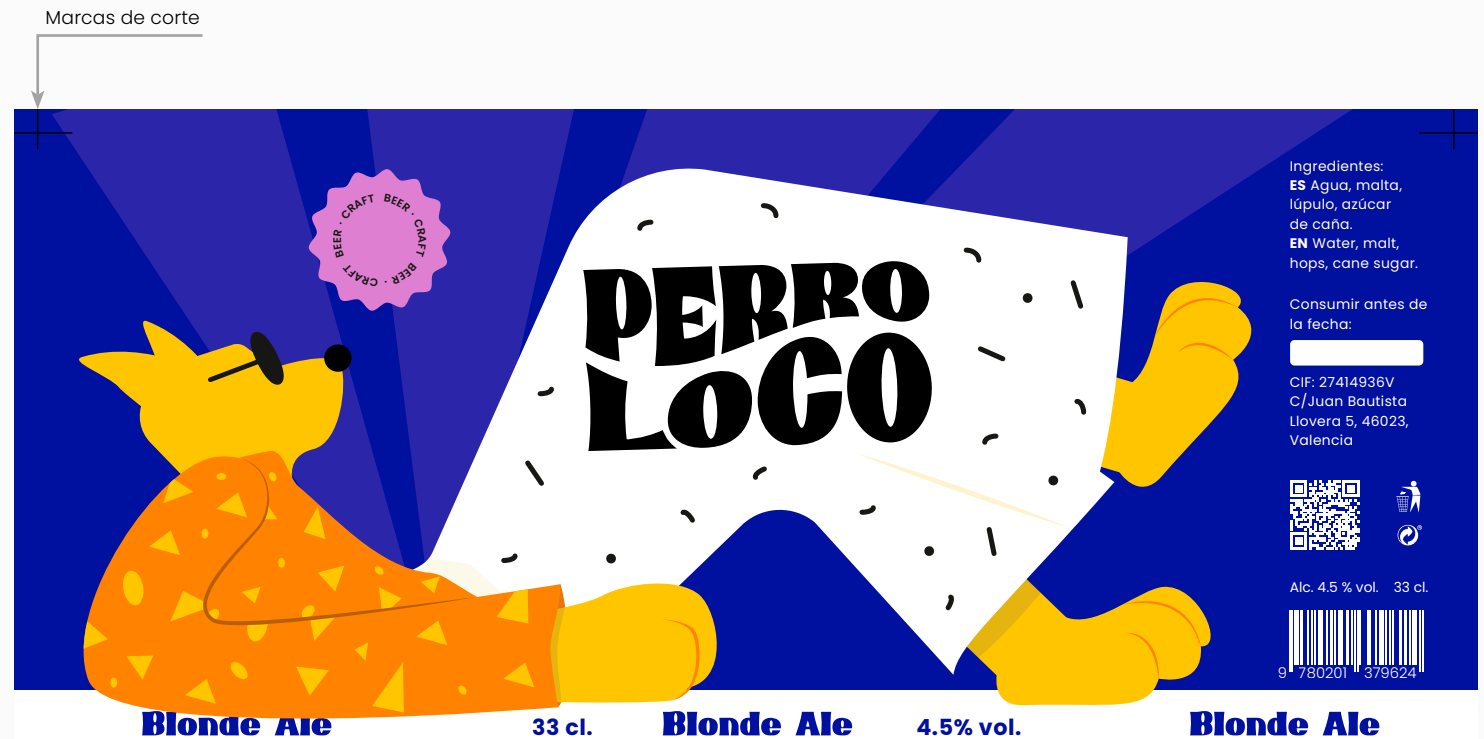 Marcas de corte
CRAFT BEER · CRAFT BEER · CRAFT BEER ·
PERRO
LOCO
Ingredientes:
ES Agua, malta,
lúpulo, azúcar
de caña.
EN Water, malt,
hops, cane sugar.
Consumir antes de
la fecha:
CIF: 27414936V
C/Juan Bautista
Llovera 5, 46023,
Valencia
Alc. 4.5 % vol. 33 cl.
9 780201 379624
Blonde Ale 33 cl. Blonde Ale 4.5% vol. Blonde Ale